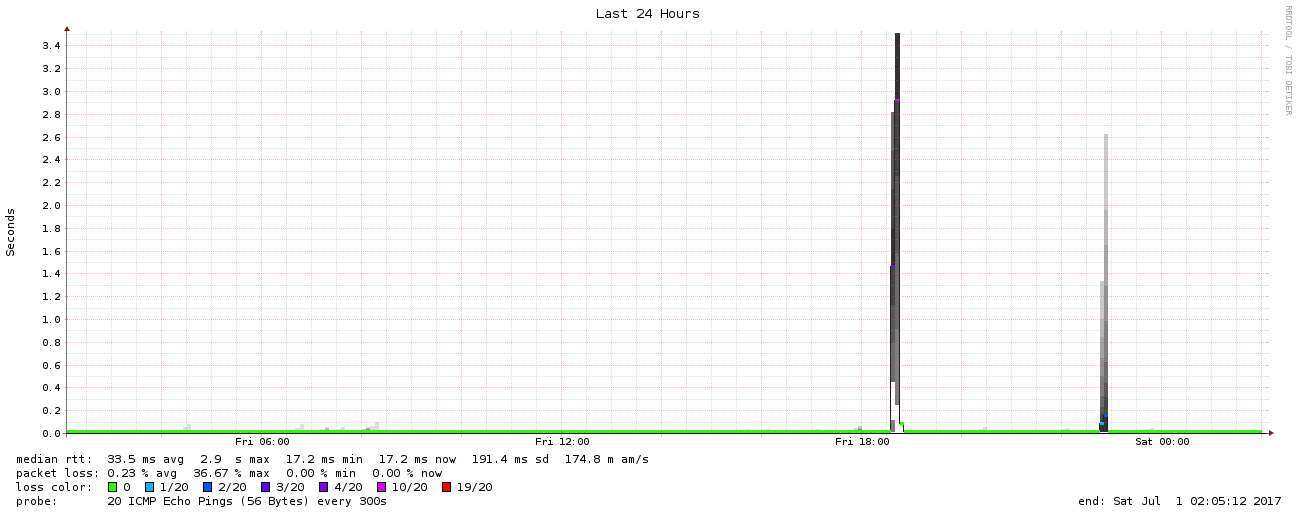 Last 24 Hours
RRDTOOL / TOBI OETIKER
Seconds
3.4
3.2
3.0
2.8
2.6
2.4
2.2
2.0
1.8
1.6
1.4
1.2
1.0
0.8
0.6
0.4
0.2
0.0
Fri 06:00 Fri 12:00 Fri 18:00 Sat 00:00
median rtt: 33.5 ms avg 2.9 s max 17.2 ms min 17.2 ms now 191.4 ms sd 174.8 m am/s
packet loss: 0.23 % avg 36.67 % max 0.00 % min 0.00 % now
loss color: 0 1/20 2/20 3/20 4/20 10/20 19/20
probe: 20 ICMP Echo Pings (56 Bytes) every 300s end: Sat Jul 1 02:05:12 2017